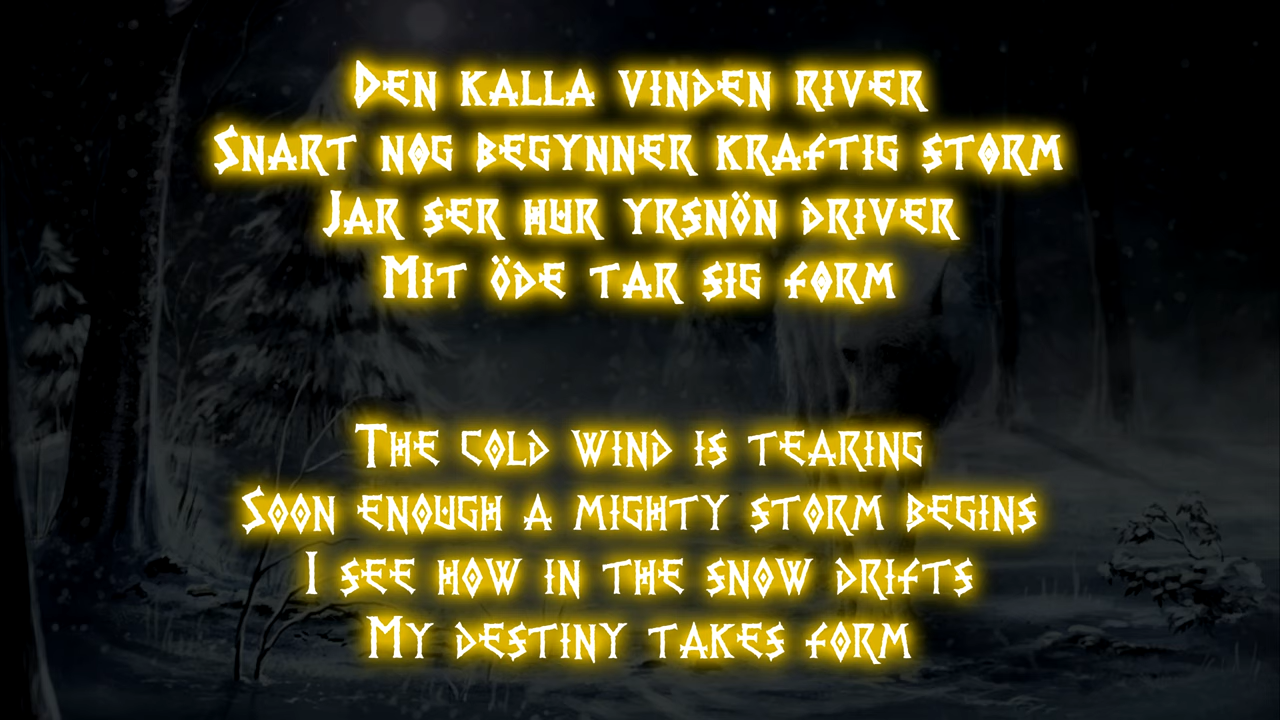 Den kalla vinden river
Snart nog begynner kraftig storm
Jar ser hur yrsnön driver
Mit öde tar sig form
The cold wind is tearing
Soon enough a mighty storm begins
I see how in the snow drifts
My destiny takes form